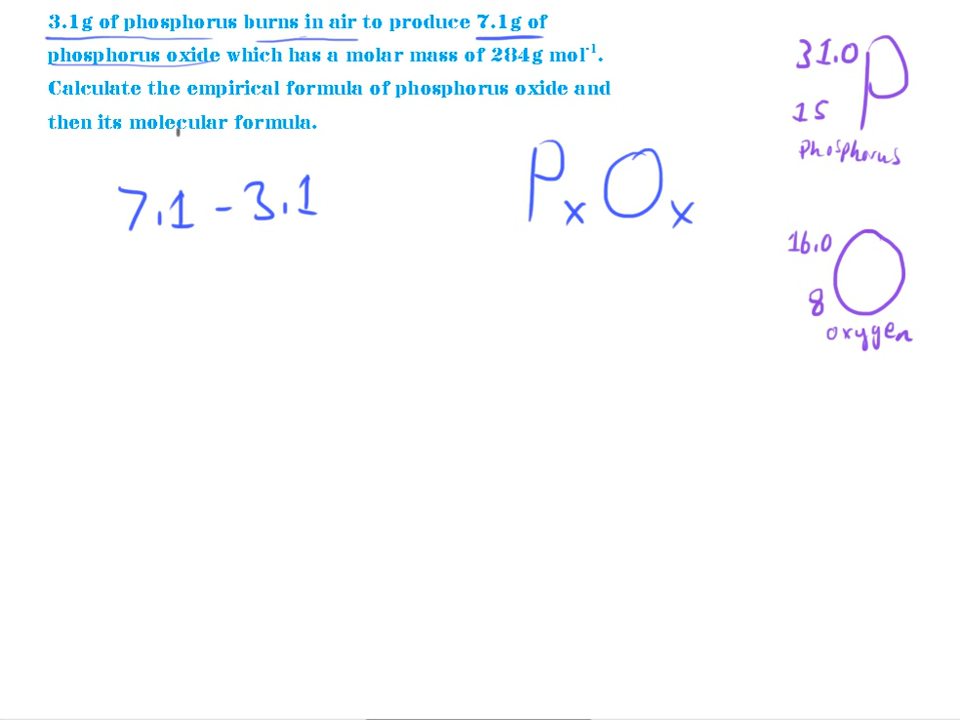 3.1g of phosphorus burns in air to produce 7.1g of
phosphorus oxide which has a molar mass of 284g mol⁻¹.
Calculate the empirical formula of phosphorus oxide and
then its molecular formula.
7.1 - 3.1
PxOx
31.0 P
15
Phosphorus
16.0 O
8
oxygen